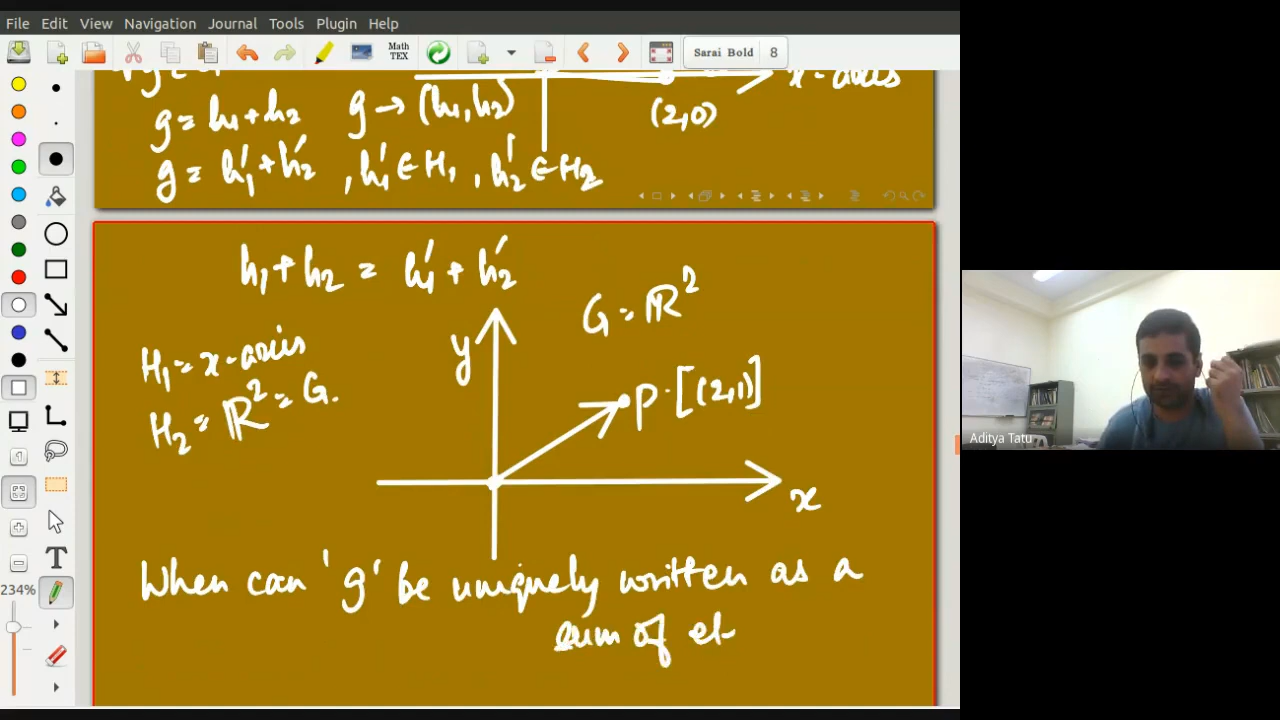 File Edit View Navigation Journal Tools Plugin Help
Math TEX
Sarai Bold 8
x-axis
g = h1 + h2 g → (h1, h2) (2,0)
g = h1' + h2' , h1' ∈ H1 , h2' ∈ H2
h1 + h2 = h1' + h2'
G = ℝ²
H1 = x-axis
H2 = ℝ² = G.
y
P. [(2,1)]
x
When can 'g' be uniquely written as a
sum of el
234%
Aditya Tatu